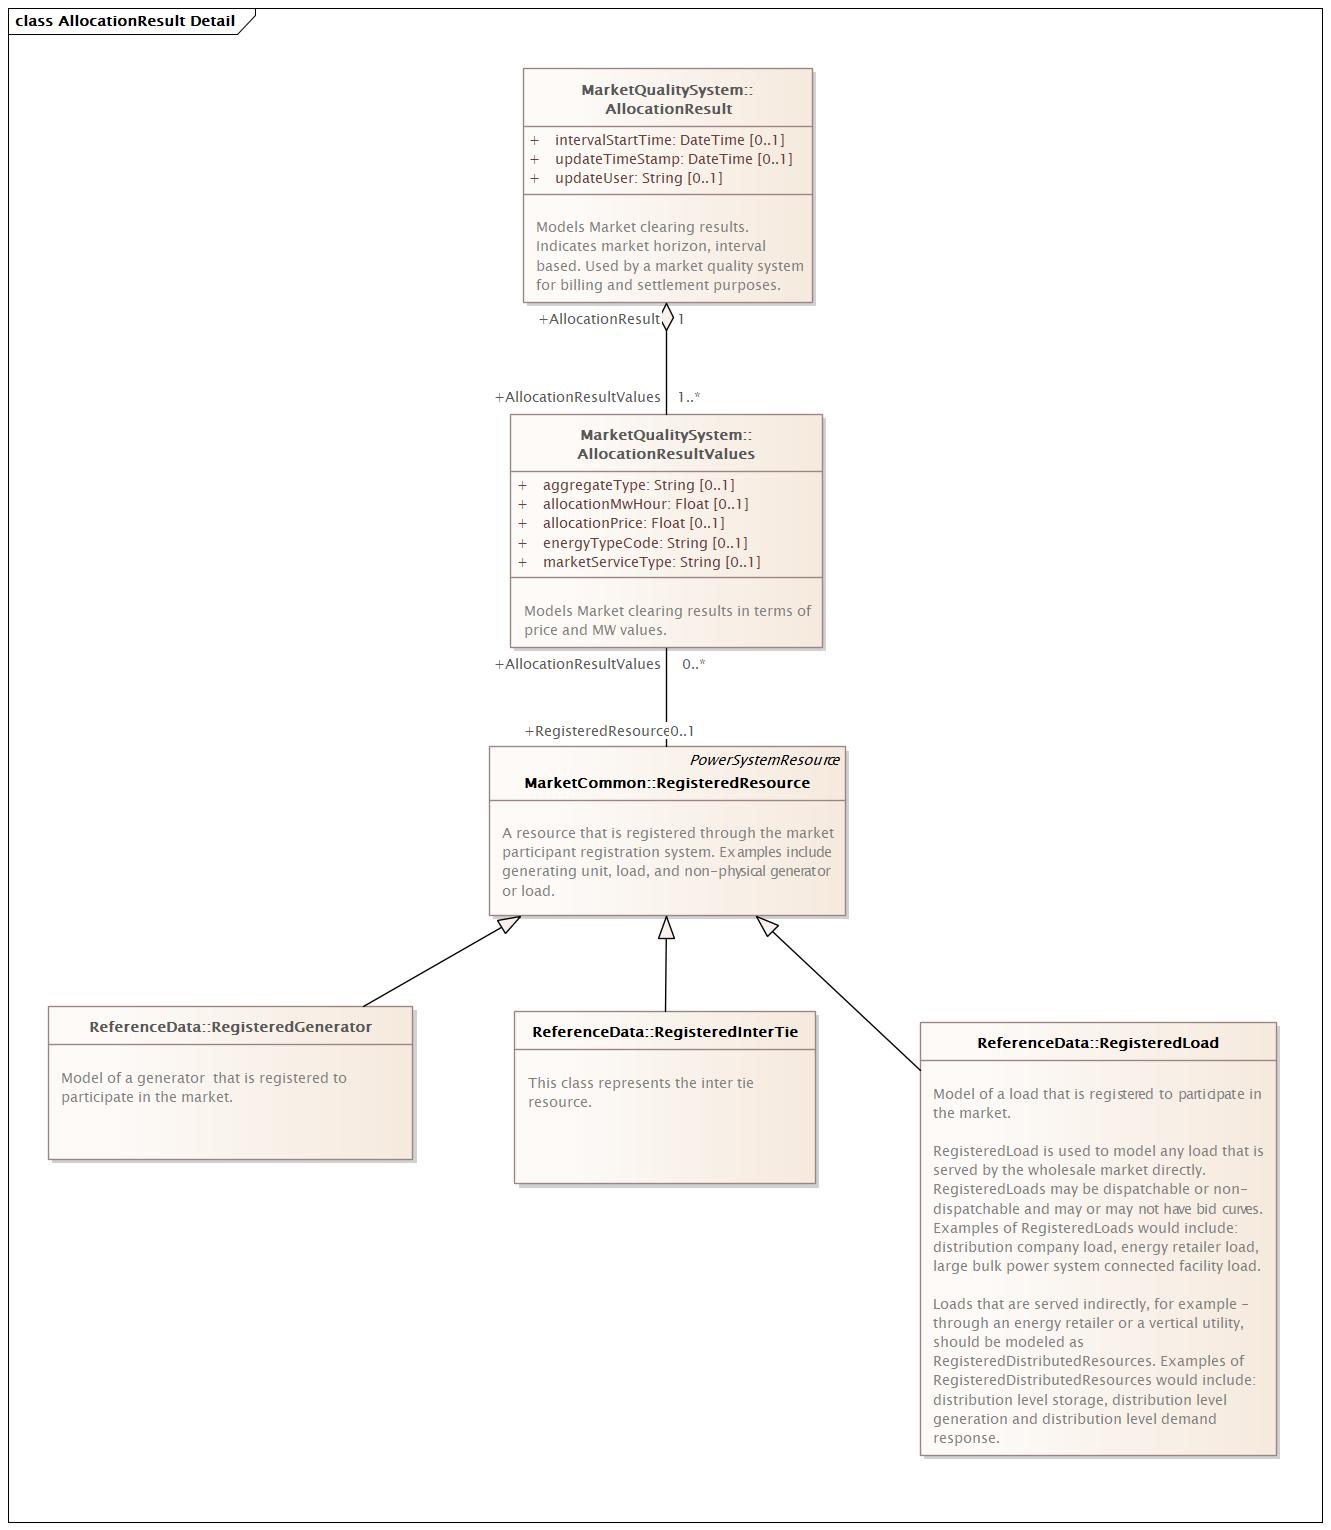 class AllocationResult Detail
MarketQualitySystem::
AllocationResult
+ intervalStartTime: DateTime [0..1]
+ updateTimeStamp: DateTime [0..1]
+ updateUser: String [0..1]
Models Market clearing results.
Indicates market horizon, interval
based. Used by a market quality system
for billing and settlement purposes.
+AllocationResult 1
+AllocationResultValues 1..*
MarketQualitySystem::
AllocationResultValues
+ aggregateType: String [0..1]
+ allocationMwHour: Float [0..1]
+ allocationPrice: Float [0..1]
+ energyTypeCode: String [0..1]
+ marketServiceType: String [0..1]
Models Market clearing results in terms of
price and MW values.
+AllocationResultValues 0..*
+RegisteredResource 0..1
PowerSystemResource
MarketCommon::RegisteredResource
A resource that is registered through the market
participant registration system. Examples include
generating unit, load, and non-physical generator
or load.
ReferenceData::RegisteredGenerator
Model of a generator  that is registered to
participate in the market.
ReferenceData::RegisteredInterTie
This class represents the inter tie
resource.
ReferenceData::RegisteredLoad
Model of a load that is registered to participate in
the market.
RegisteredLoad is used to model any load that is
served by the wholesale market directly.
RegisteredLoads may be dispatchable or non-
dispatchable and may or may not have bid curves.
Examples of RegisteredLoads would include:
distribution company load, energy retailer load,
large bulk power system connected facility load.
Loads that are served indirectly, for example -
through an energy retailer or a vertical utility,
should be modeled as
RegisteredDistributedResources. Examples of
RegisteredDistributedResources would include:
distribution level storage, distribution level
generation and distribution level demand
response.